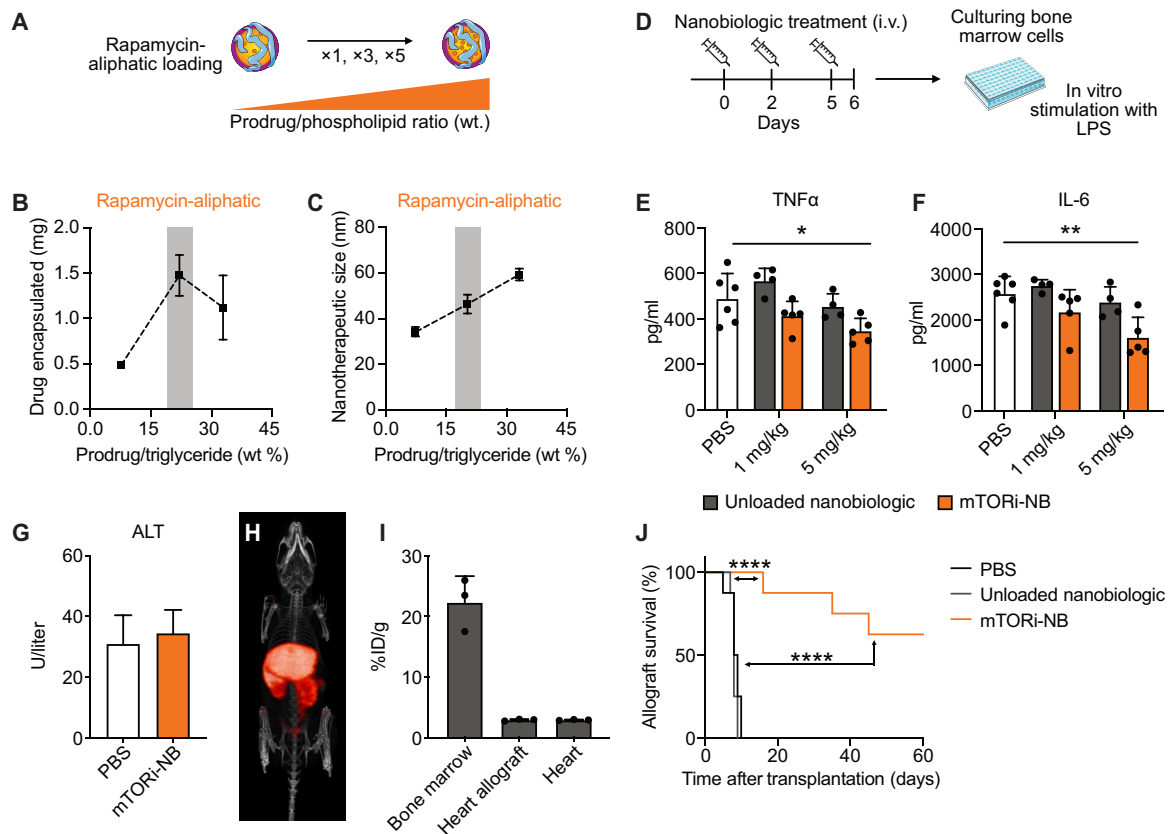 A
Rapamycin-
aliphatic loading
×1, ×3, ×5
Prodrug/phospholipid ratio (wt.)
D
Nanobiologic treatment (i.v.)
0
2
5
6
Days
Culturing bone
marrow cells
In vitro
stimulation with
LPS
B
Rapamycin-aliphatic
Drug encapsulated (mg)
2.0
1.5
1.0
0.5
0.0
0.0
15
30
45
Prodrug/triglyceride (wt %)
C
Rapamycin-aliphatic
Nanotherapeutic size (nm)
80
60
40
20
0
0.0
15
30
45
Prodrug/triglyceride (wt %)
E
TNFα
*
pg/ml
800
600
400
200
0
PBS
1 mg/kg
5 mg/kg
F
IL-6
**
pg/ml
4000
3000
2000
1000
0
PBS
1 mg/kg
5 mg/kg
Unloaded nanobiologic
mTORi-NB
G
ALT
U/liter
60
40
20
0
PBS
mTORi-NB
H
I
%ID/g
30
20
10
0
Bone marrow
Heart allograft
Heart
J
Allograft survival (%)
100
50
0
****
****
0
20
40
60
Time after transplantation (days)
PBS
Unloaded nanobiologic
mTORi-NB